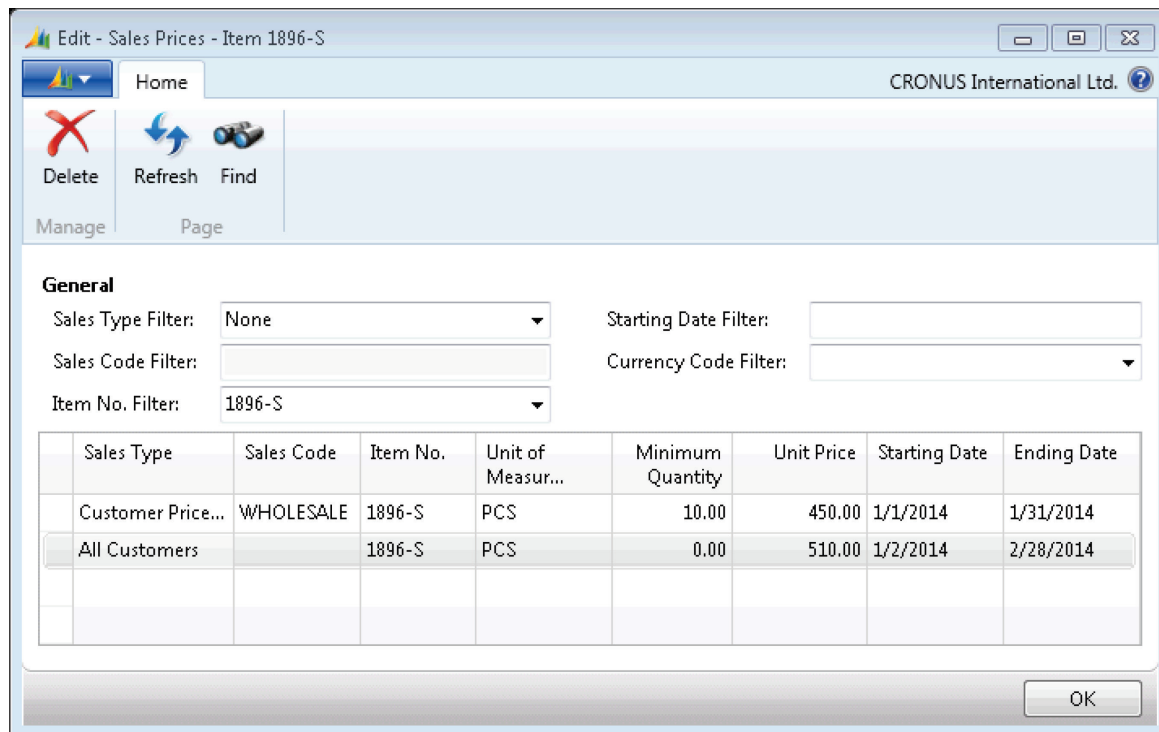 Edit - Sales Prices - Item 1896-S
Home
CRONUS International Ltd.
Delete
Refresh
Find
Manage
Page
General
Sales Type Filter: None
Starting Date Filter:
Sales Code Filter:
Currency Code Filter:
Item No. Filter: 1896-S
Sales Type Sales Code Item No. Unit of Measur... Minimum Quantity Unit Price Starting Date Ending Date
Customer Price... WHOLESALE 1896-S PCS 10.00 450.00 1/1/2014 1/31/2014
All Customers 1896-S PCS 0.00 510.00 1/2/2014 2/28/2014
OK